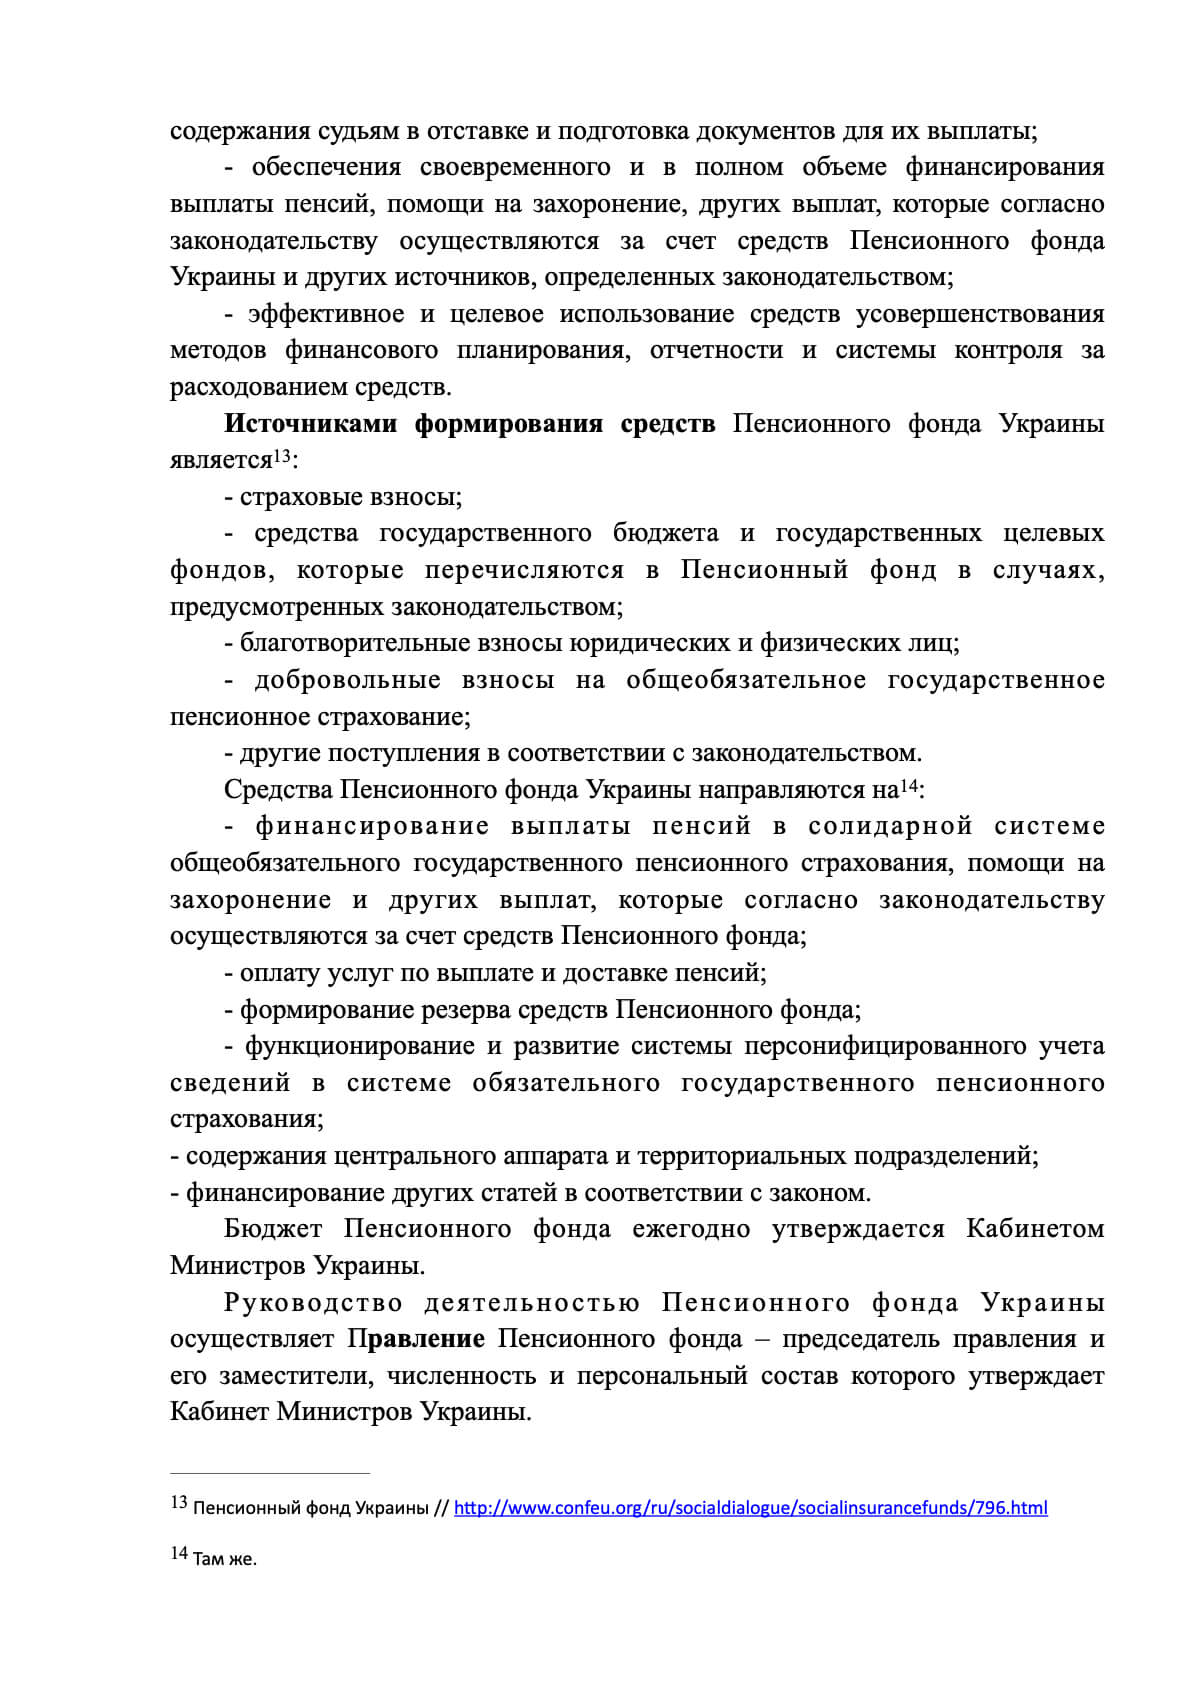 содержания судьям в отставке и подготовка документов для их выплаты;
- обеспечения своевременного и в полном объеме финансирования
выплаты пенсий, помощи на захоронение, других выплат, которые согласно
законодательству осуществляются за счет средств Пенсионного фонда
Украины и других источников, определенных законодательством;
- эффективное и целевое использование средств усовершенствования
методов финансового планирования, отчетности и системы контроля за
расходованием средств.
Источниками формирования средств Пенсионного фонда Украины
является13:
- страховые взносы;
- средства государственного бюджета и государственных целевых
фондов, которые перечисляются в Пенсионный фонд в случаях,
предусмотренных законодательством;
- благотворительные взносы юридических и физических лиц;
- добровольные взносы на общеобязательное государственное
пенсионное страхование;
- другие поступления в соответствии с законодательством.
Средства Пенсионного фонда Украины направляются на14:
- финансирование выплаты пенсий в солидарной системе
общеобязательного государственного пенсионного страхования, помощи на
захоронение и других выплат, которые согласно законодательству
осуществляются за счет средств Пенсионного фонда;
- оплату услуг по выплате и доставке пенсий;
- формирование резерва средств Пенсионного фонда;
- функционирование и развитие системы персонифицированного учета
сведений в системе обязательного государственного пенсионного
страхования;
- содержания центрального аппарата и территориальных подразделений;
- финансирование других статей в соответствии с законом.
Бюджет Пенсионного фонда ежегодно утверждается Кабинетом
Министров Украины.
Руководство деятельностью Пенсионного фонда Украины
осуществляет Правление Пенсионного фонда – председатель правления и
его заместители, численность и персональный состав которого утверждает
Кабинет Министров Украины.
13 Пенсионный фонд Украины // http://www.confeu.org/ru/socialdialogue/socialinsurancefunds/796.html
14 Там же.